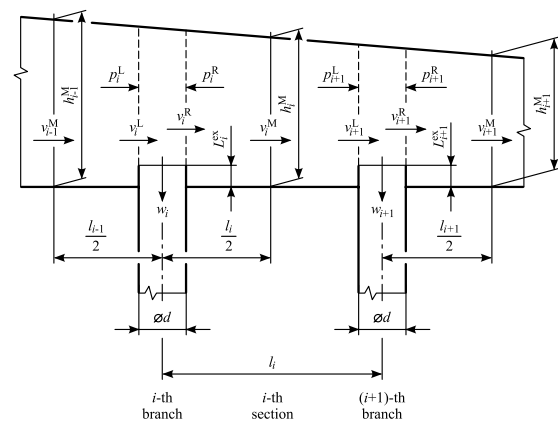 h_{i-1}^M
p_i^L p_i^R h_i^M p_{i+1}^L p_{i+1}^R h_{i+1}^M
v_{i-1}^M v_i^L v_i^R L_i^ex v_i^M v_{i+1}^L v_{i+1}^R L_{i+1}^ex v_{i+1}^M
w_i w_{i+1}
l_{i-1}/2 l_i/2 l_{i+1}/2
⌀d ⌀d
l_i
i-th i-th (i+1)-th
branch section branch